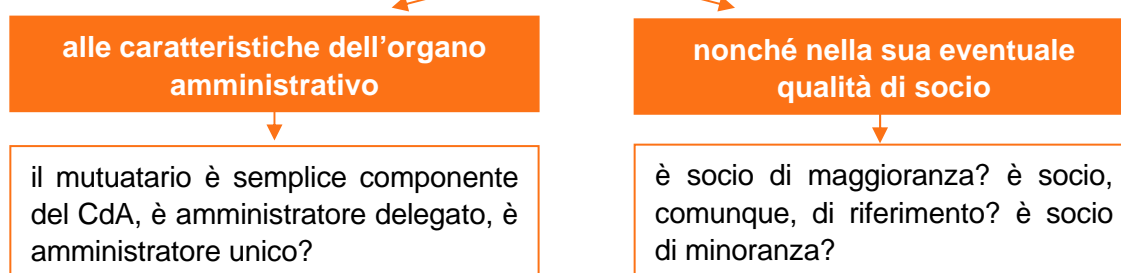 alle caratteristiche dell'organo
amministrativo
il mutuatario è semplice componente
del CdA, è amministratore delegato, è
amministratore unico?
nonché nella sua eventuale
qualità di socio
è socio di maggioranza? è socio,
comunque, di riferimento? è socio
di minoranza?